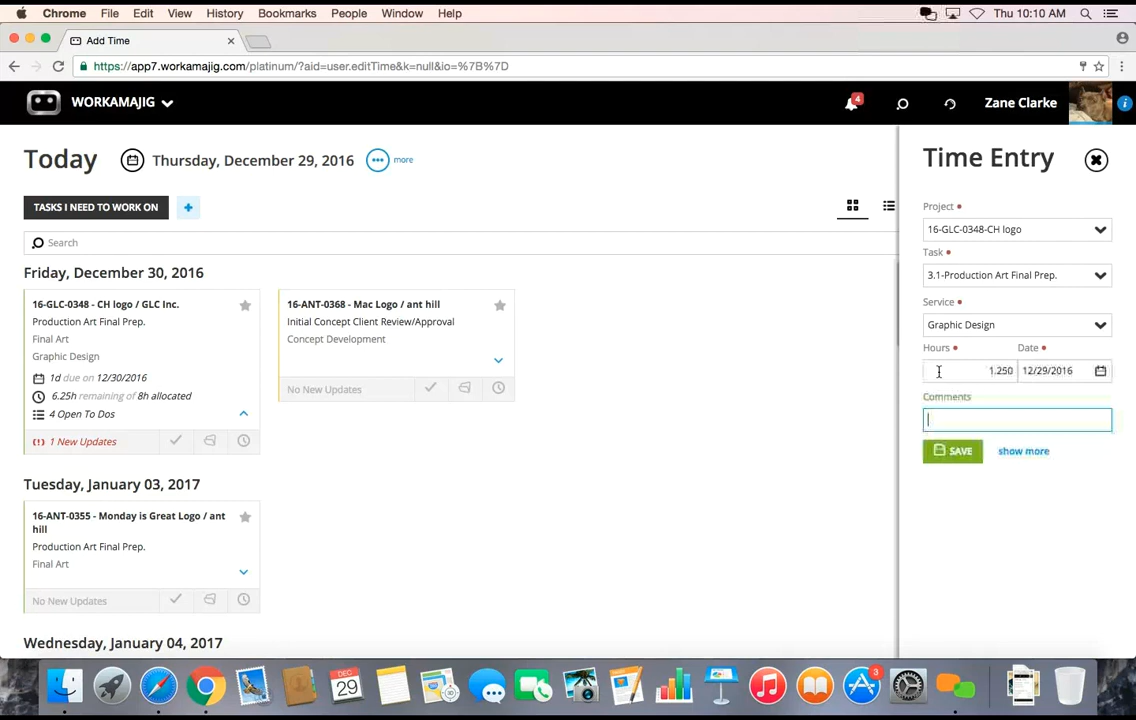 Chrome File Edit View History Bookmarks People Window Help Thu 10:10 AM
Add Time
https://app7.workamajig.com/platinum/?aid=user.editTime&k=null&io=%7B%7D
WORKAMAJIG 4 Zane Clarke
Today Thursday, December 29, 2016 more
TASKS I NEED TO WORK ON
Search
Friday, December 30, 2016
16-GLC-0348 - CH logo / GLC Inc.
Production Art Final Prep.
Final Art
Graphic Design
1d due on 12/30/2016
6.25h remaining of 8h allocated
4 Open To Dos
1 New Updates
16-ANT-0368 - Mac Logo / ant hill
Initial Concept Client Review/Approval
Concept Development
No New Updates
Tuesday, January 03, 2017
16-ANT-0355 - Monday is Great Logo / ant
hill
Production Art Final Prep.
Final Art
No New Updates
Wednesday, January 04, 2017
Time Entry
Project
16-GLC-0348-CH logo
Task
3.1-Production Art Final Prep.
Service
Graphic Design
Hours Date
1.250 12/29/2016
Comments
SAVE show more
DEC
29
3